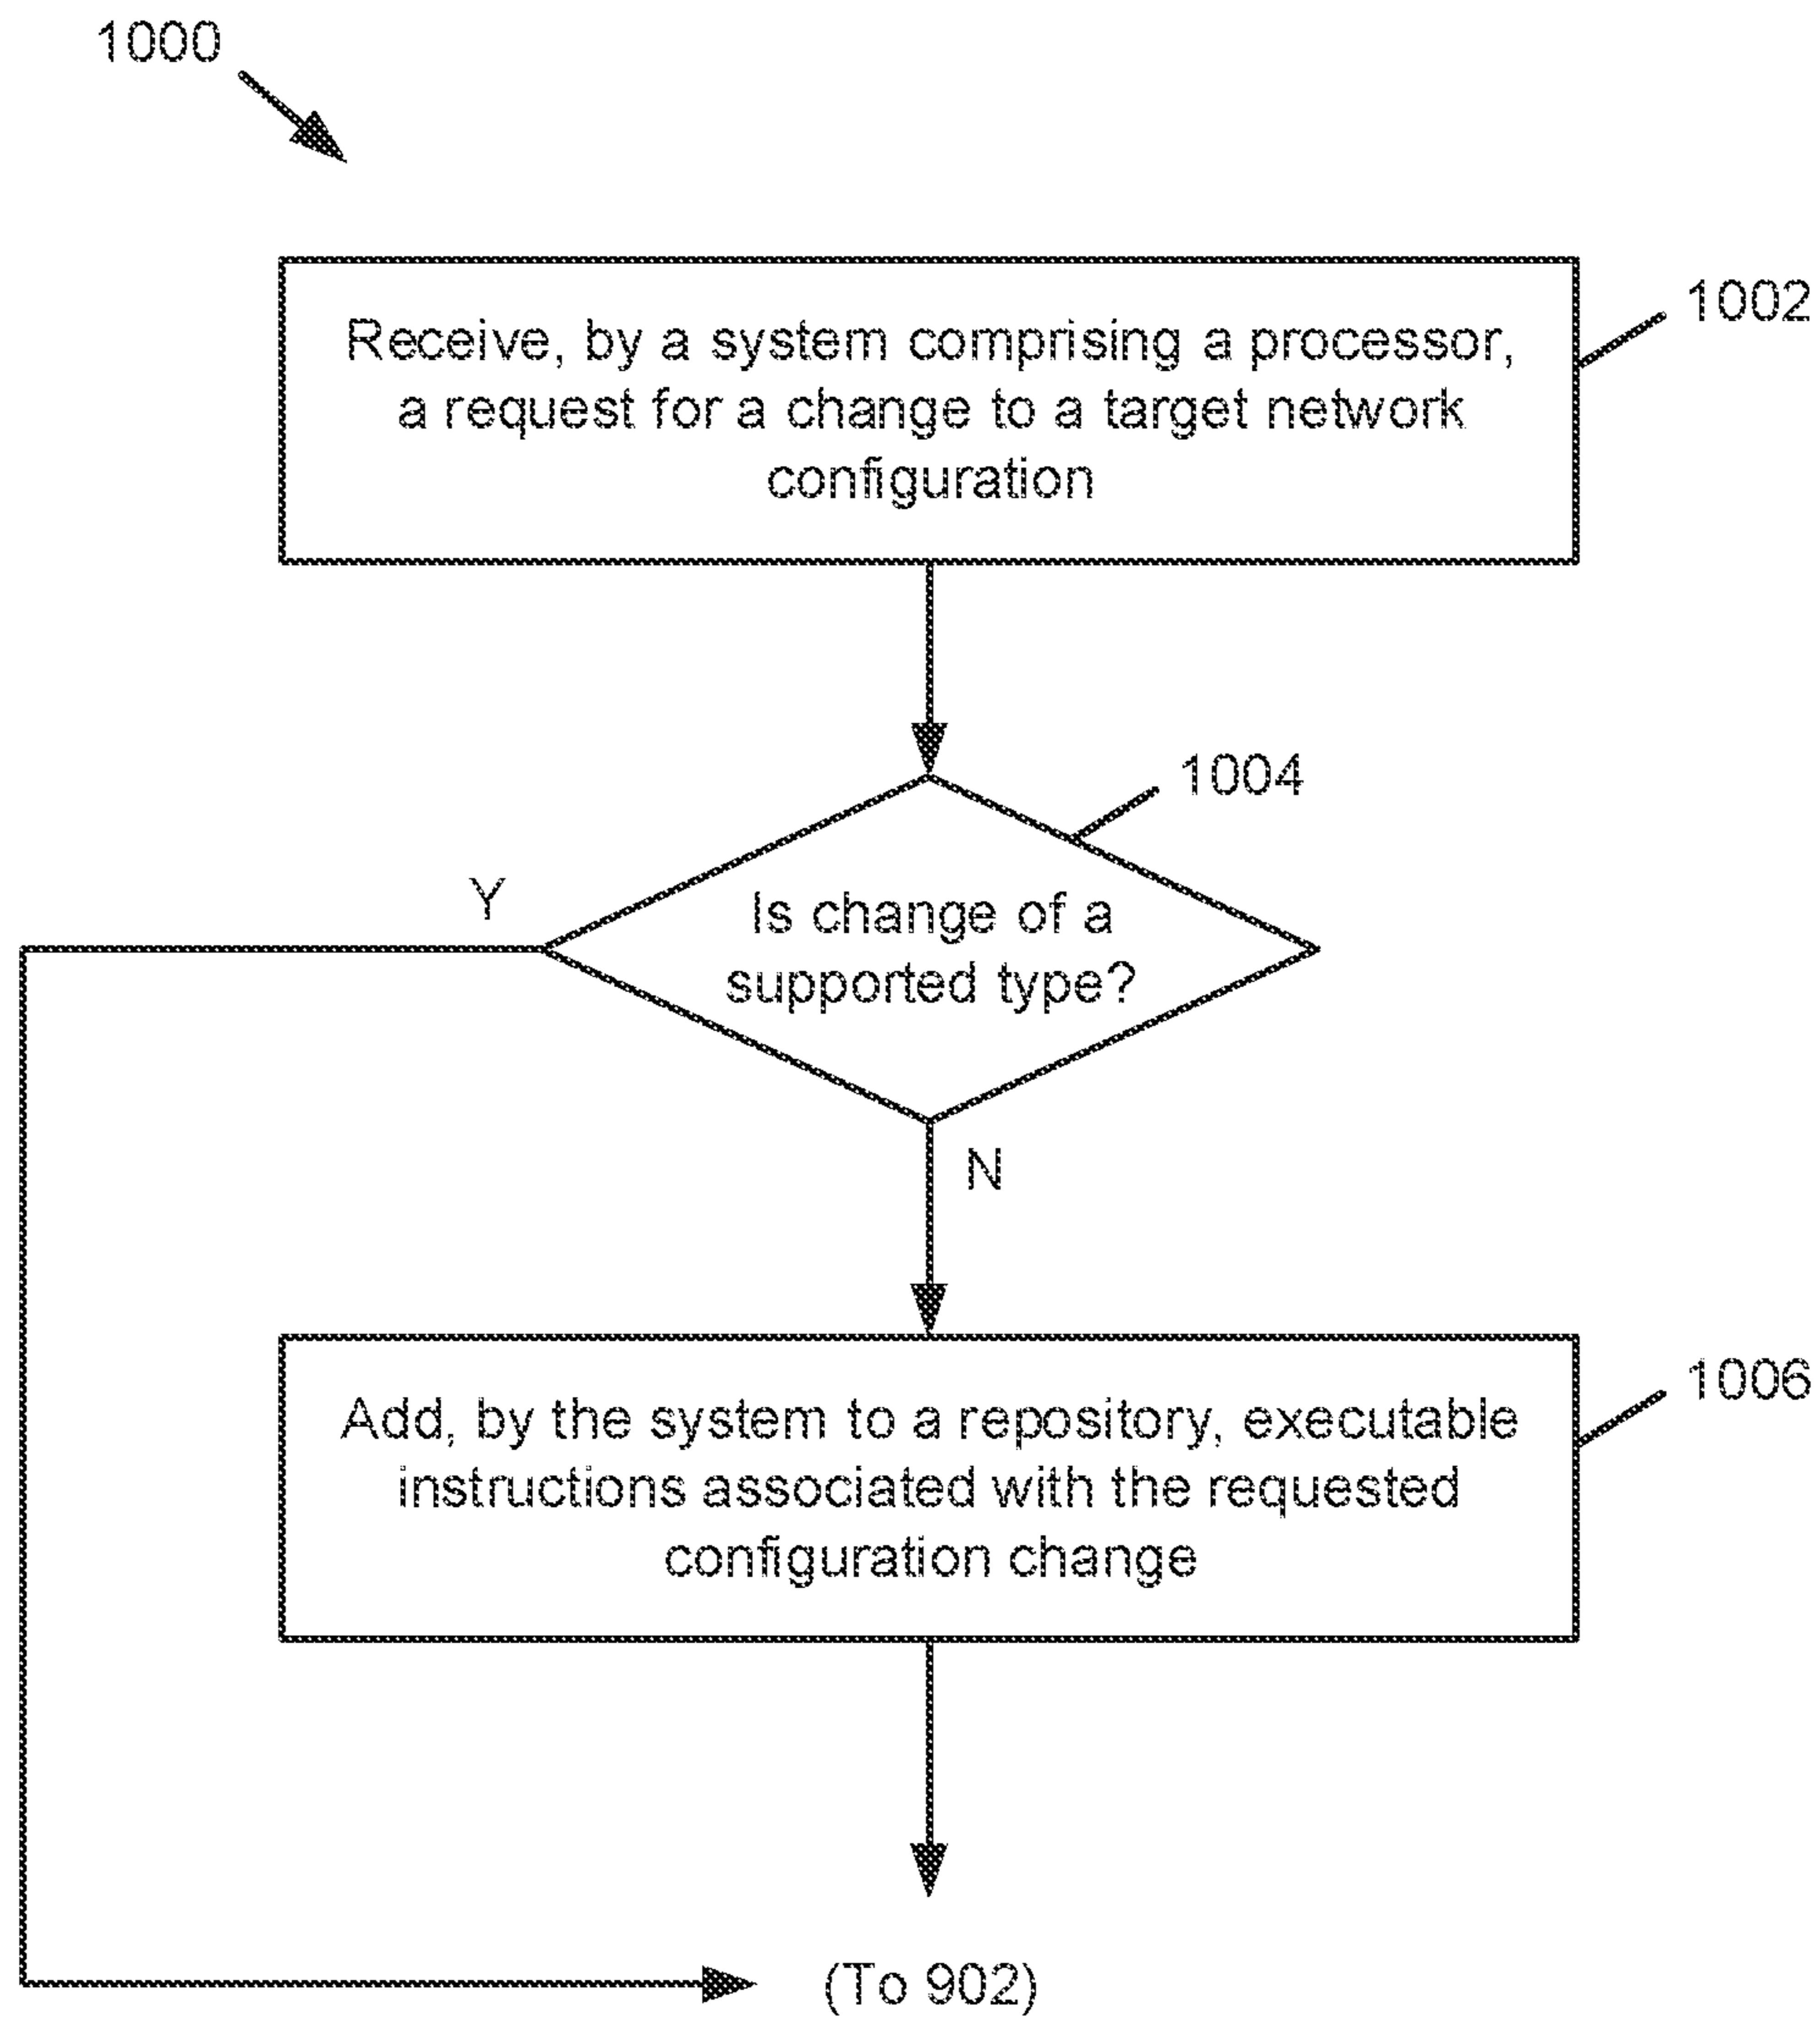 1000
Receive, by a system comprising a processor,
a request for a change to a target network
configuration
1002
1004
Is change of a
supported type?
Y
N
Add, by the system to a repository, executable
instructions associated with the requested
configuration change
1006
(To 902)